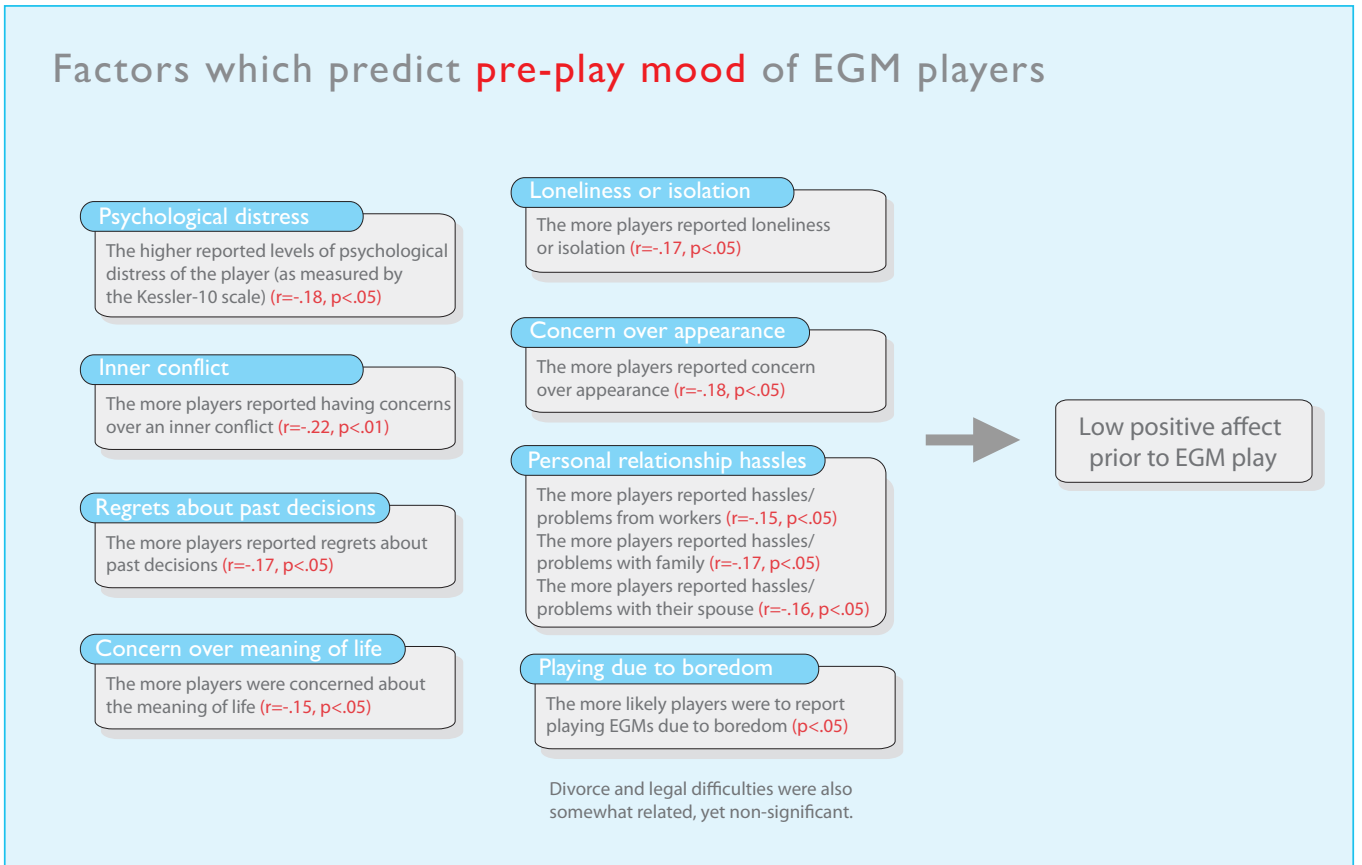 Factors which predict pre-play mood of EGM players
Psychological distress
The higher reported levels of psychological
distress of the player (as measured by
the Kessler-10 scale) (r=-.18, p<.05)
Inner conflict
The more players reported having concerns
over an inner conflict (r=-.22, p<.01)
Regrets about past decisions
The more players reported regrets about
past decisions (r=-.17, p<.05)
Concern over meaning of life
The more players were concerned about
the meaning of life (r=-.15, p<.05)
Loneliness or isolation
The more players reported loneliness
or isolation (r=-.17, p<.05)
Concern over appearance
The more players reported concern
over appearance (r=-.18, p<.05)
Personal relationship hassles
The more players reported hassles/
problems from workers (r=-.15, p<.05)
The more players reported hassles/
problems with family (r=-.17, p<.05)
The more players reported hassles/
problems with their spouse (r=-.16, p<.05)
Playing due to boredom
The more likely players were to report
playing EGMs due to boredom (p<.05)
Divorce and legal difficulties were also
somewhat related, yet non-significant.
Low positive affect
prior to EGM play